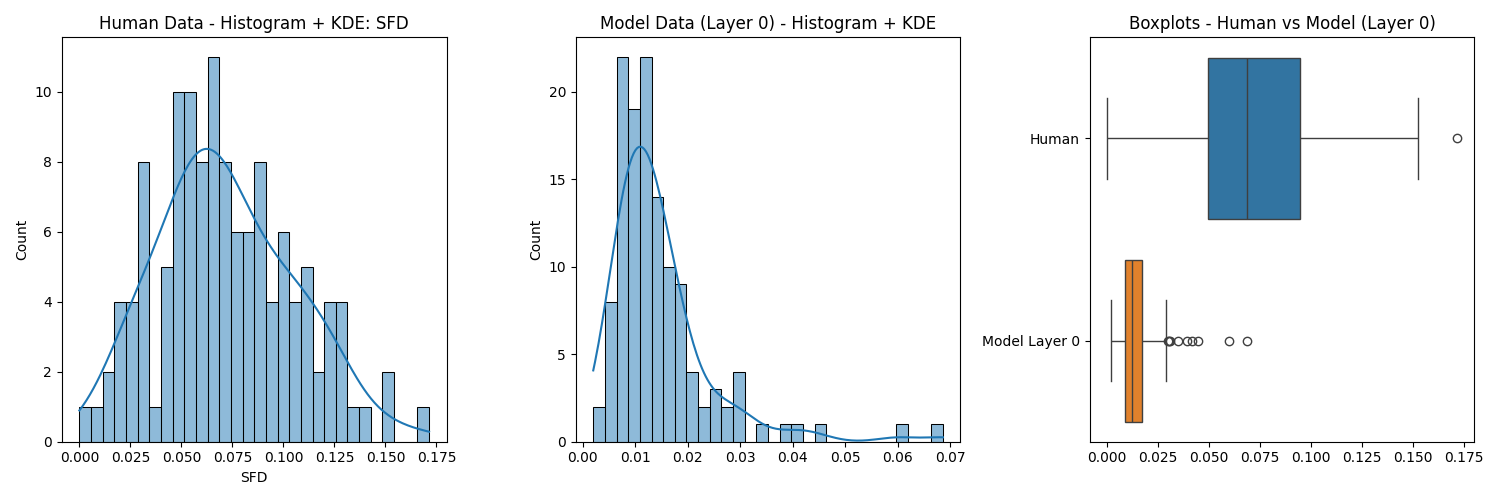 Human Data - Histogram + KDE: SFD
Count
10
8
6
4
2
0
0.000 0.025 0.050 0.075 0.100 0.125 0.150 0.175
SFD
Model Data (Layer 0) - Histogram + KDE
Count
20
15
10
5
0
0.00 0.01 0.02 0.03 0.04 0.05 0.06 0.07
Boxplots - Human vs Model (Layer 0)
Human
Model Layer 0
0.000 0.025 0.050 0.075 0.100 0.125 0.150 0.175